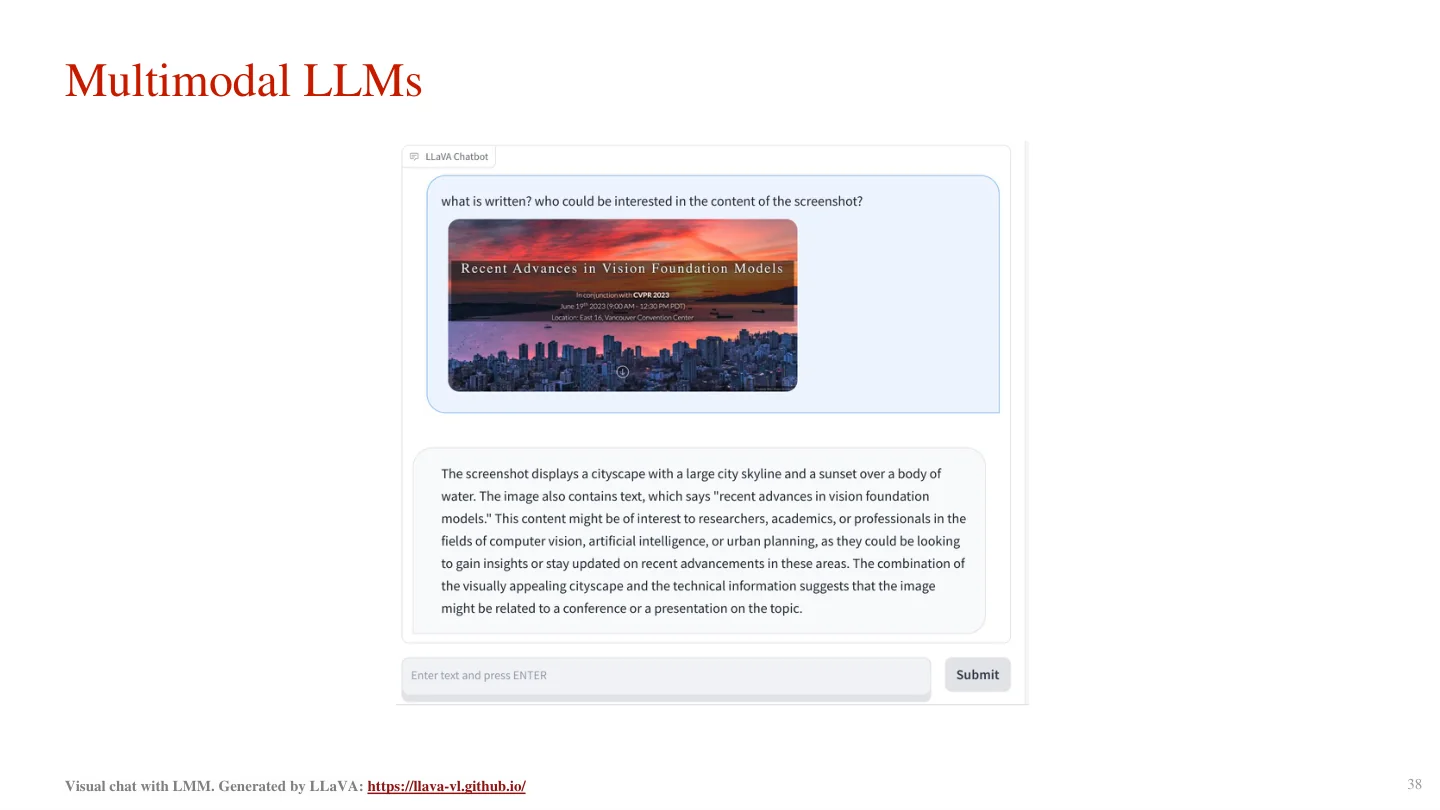 Multimodal LLMs
LLaVA Chatbot
what is written? who could be interested in the content of the screenshot?
Recent Advances in Vision Foundation Models
In conjunction with CVPR 2023
June 19th 2023 (9:00 AM - 12:30 PM PDT)
Location: East 16, Vancouver Convention Center
The screenshot displays a cityscape with a large city skyline and a sunset over a body of
water. The image also contains text, which says "recent advances in vision foundation
models." This content might be of interest to researchers, academics, or professionals in the
fields of computer vision, artificial intelligence, or urban planning, as they could be looking
to gain insights or stay updated on recent advancements in these areas. The combination of
the visually appealing cityscape and the technical information suggests that the image
might be related to a conference or a presentation on the topic.
Enter text and press ENTER
Submit
Visual chat with LMM. Generated by LLaVA: https://llava-vl.github.io/
38